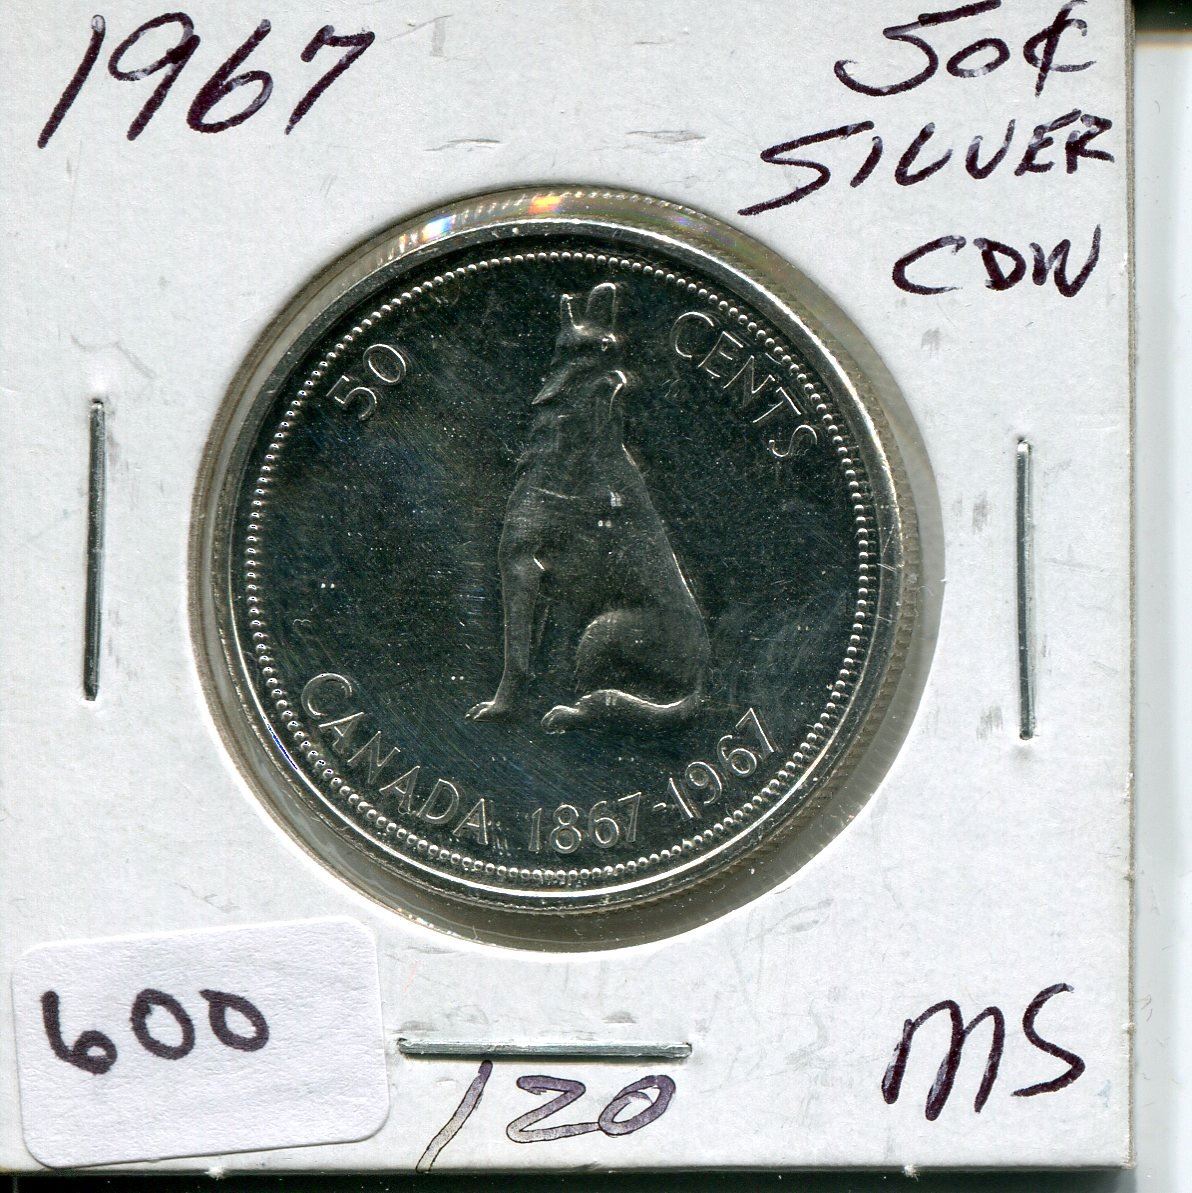 1967
50¢
SILVER
CDN
50 CENTS
CANADA 1867-1967
600
120
MS